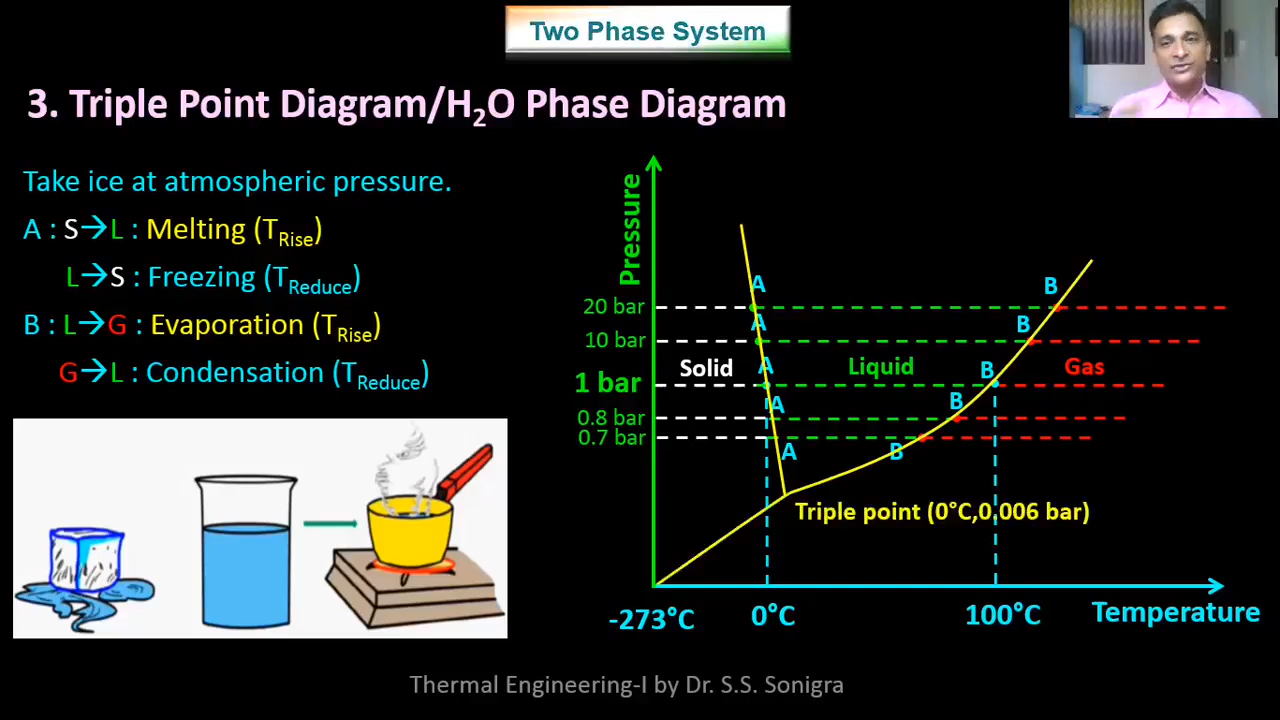 Two Phase System
3. Triple Point Diagram/H₂O Phase Diagram
Take ice at atmospheric pressure.
A : S→L : Melting (TRise)
L→S : Freezing (TReduce)
B : L→G : Evaporation (TRise)
G→L : Condensation (TReduce)
Pressure
20 bar
10 bar
1 bar
0.8 bar
0.7 bar
A
A
A
A
A
B
B
B
B
B
Solid
Liquid
Gas
Triple point (0°C,0.006 bar)
-273°C
0°C
100°C
Temperature
Thermal Engineering-I by Dr. S.S. Sonigra